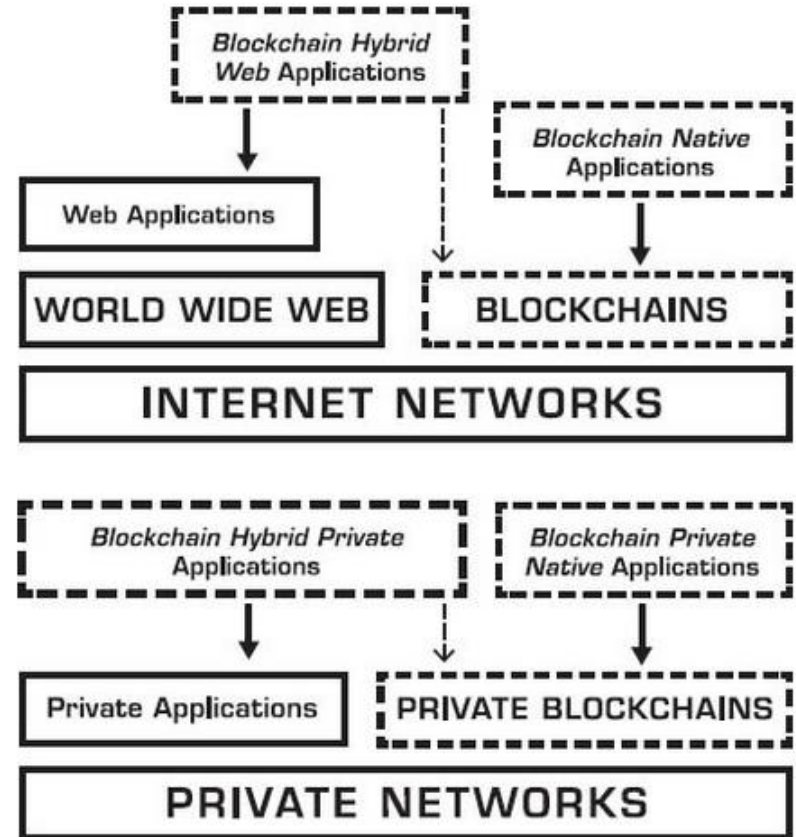 Blockchain Hybrid
Web Applications
Blockchain Native
Applications
Web Applications
WORLD WIDE WEB
BLOCKCHAINS
INTERNET NETWORKS
Blockchain Hybrid Private
Applications
Blockchain Private
Native Applications
Private Applications
PRIVATE BLOCKCHAINS
PRIVATE NETWORKS